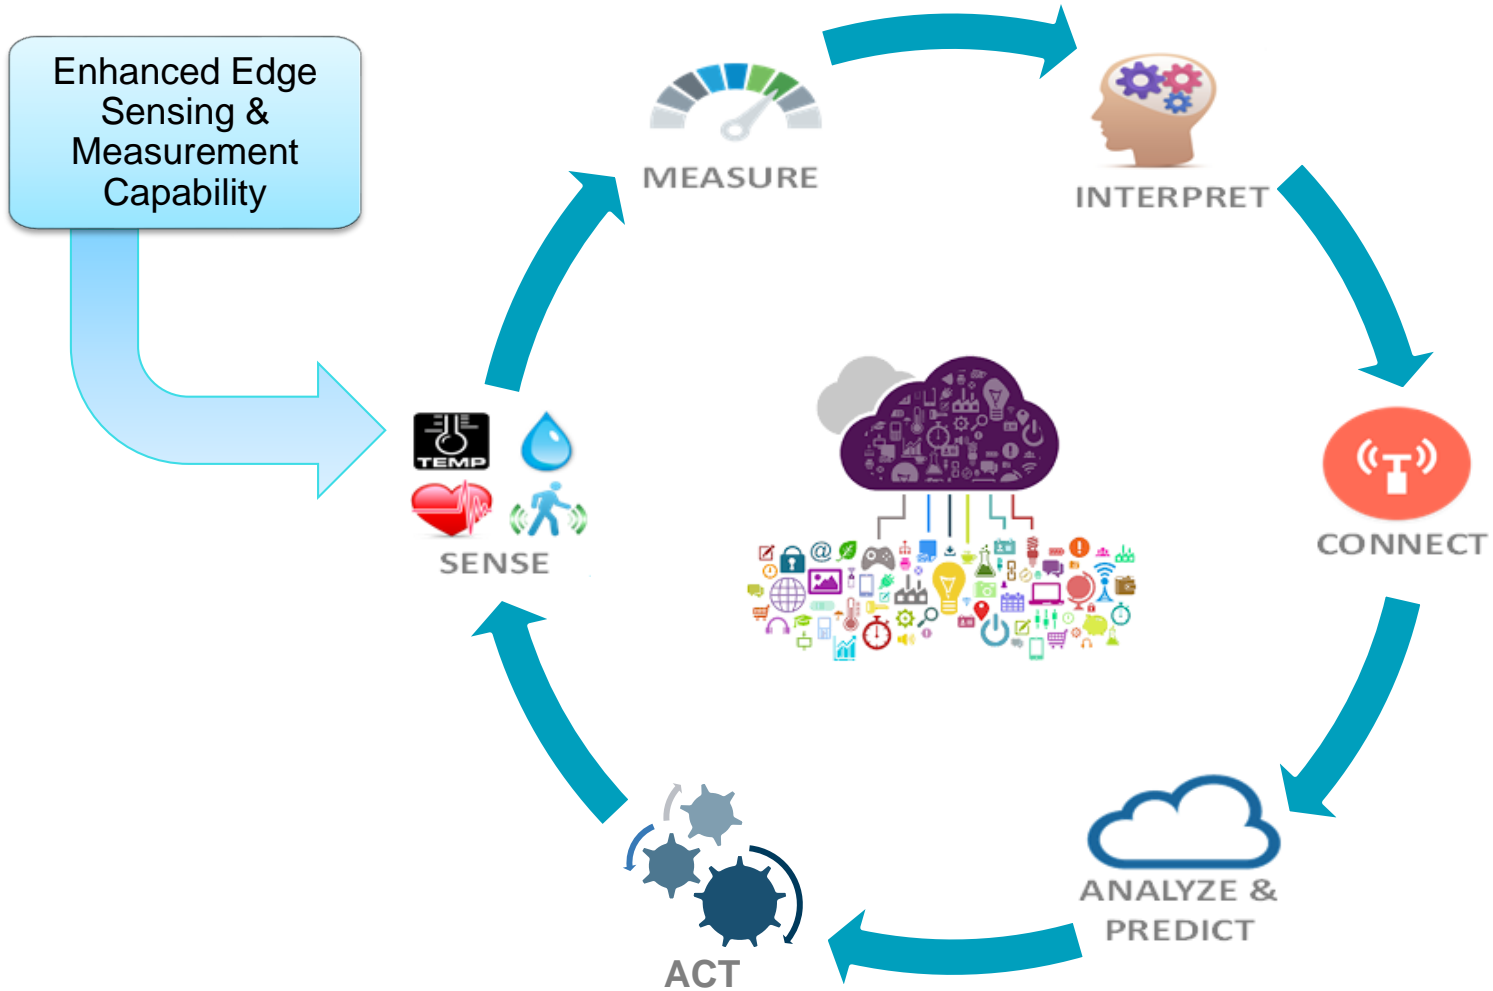 Enhanced Edge
Sensing &
Measurement
Capability
MEASURE
INTERPRET
TEMP
SENSE
CONNECT
@
ANALYZE &
PREDICT
ACT